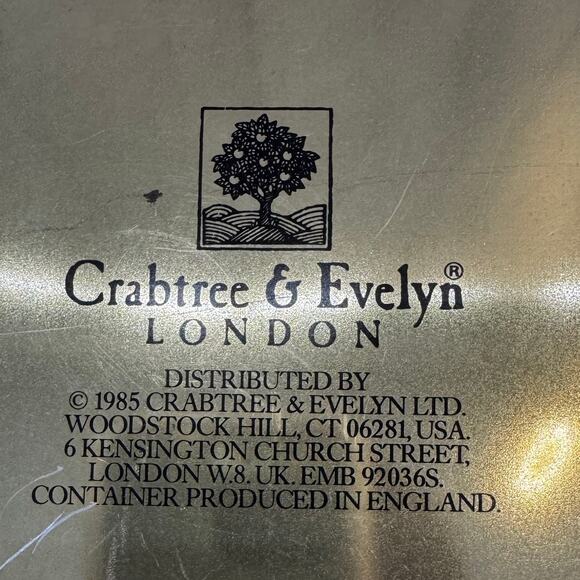 Crabtree & Evelyn®
LONDON
DISTRIBUTED BY
© 1985 CRABTREE & EVELYN LTD.
WOODSTOCK HILL, CT 06281, USA.
6 KENSINGTON CHURCH STREET,
LONDON W.8. UK. EMB 92036S.
CONTAINER PRODUCED IN ENGLAND.